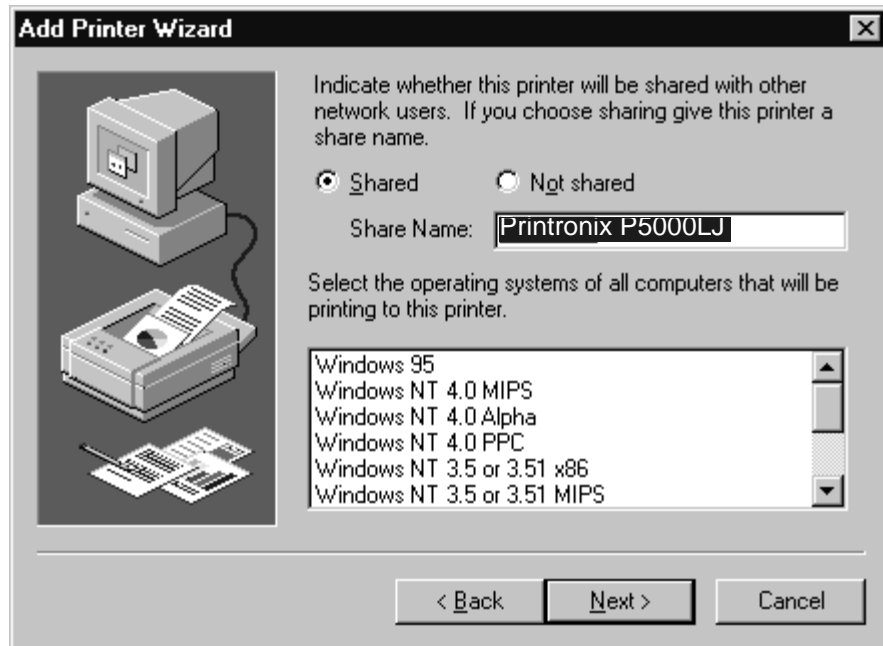 Add Printer Wizard
Indicate whether this printer will be shared with other
network users. If you choose sharing give this printer a
share name.
Shared Not shared
Share Name: Printronix P5000LJ
Select the operating systems of all computers that will be
printing to this printer.
Windows 95
Windows NT 4.0 MIPS
Windows NT 4.0 Alpha
Windows NT 4.0 PPC
Windows NT 3.5 or 3.51 x86
Windows NT 3.5 or 3.51 MIPS
< Back Next > Cancel